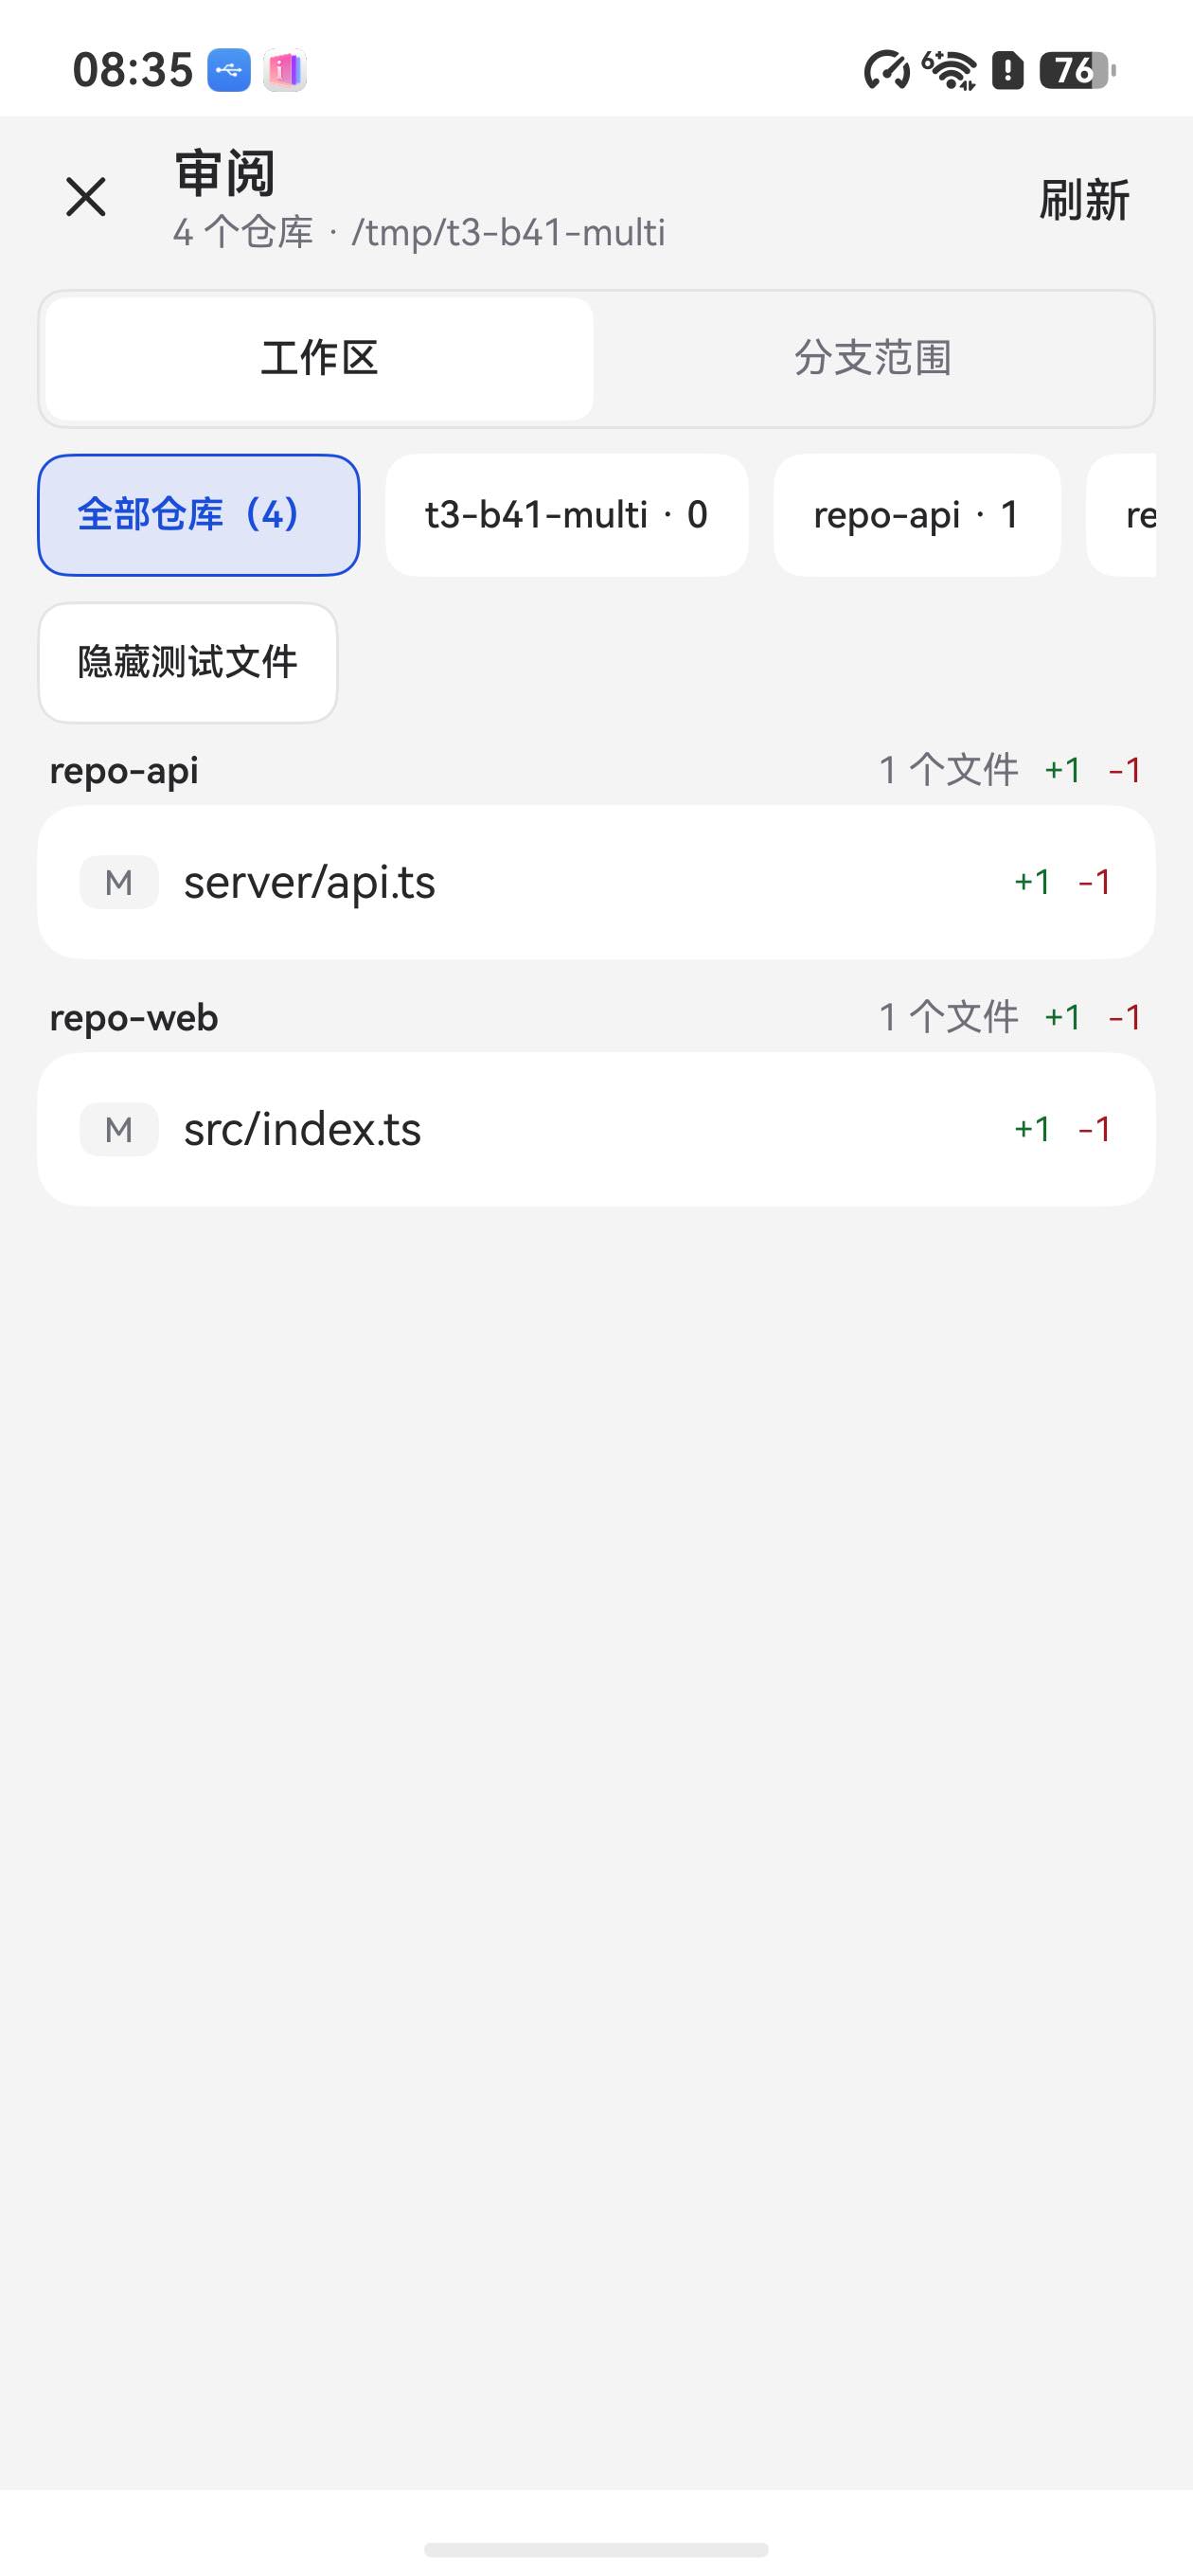 08:35
76
审阅
4 个仓库 · /tmp/t3-b41-multi
刷新
工作区
分支范围
全部仓库（4）
t3-b41-multi · 0
repo-api · 1
re
隐藏测试文件
repo-api
1 个文件 +1 -1
M server/api.ts +1 -1
repo-web
1 个文件 +1 -1
M src/index.ts +1 -1